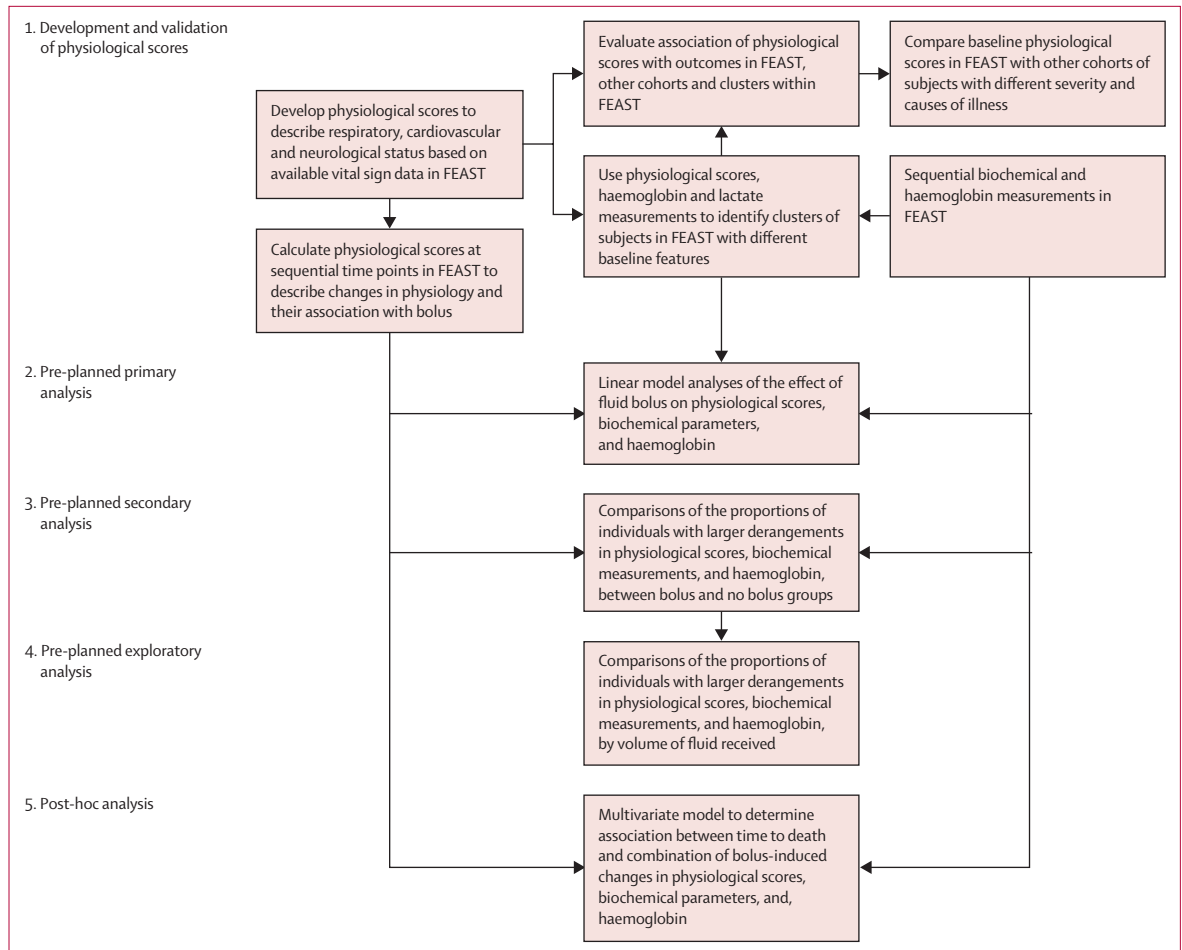 1. Development and validation
of physiological scores
Evaluate association of physiological
scores with outcomes in FEAST,
other cohorts and clusters within
FEAST
Compare baseline physiological
scores in FEAST with other cohorts of
subjects with different severity and
causes of illness
Develop physiological scores to
describe respiratory, cardiovascular
and neurological status based on
available vital sign data in FEAST
Use physiological scores,
haemoglobin and lactate
measurements to identify clusters of
subjects in FEAST with different
baseline features
Sequential biochemical and
haemoglobin measurements in
FEAST
Calculate physiological scores at
sequential time points in FEAST to
describe changes in physiology and
their association with bolus
2. Pre-planned primary
analysis
Linear model analyses of the effect of
fluid bolus on physiological scores,
biochemical parameters,
and haemoglobin
3. Pre-planned secondary
analysis
Comparisons of the proportions of
individuals with larger derangements
in physiological scores, biochemical
measurements, and haemoglobin,
between bolus and no bolus groups
4. Pre-planned exploratory
analysis
Comparisons of the proportions of
individuals with larger derangements
in physiological scores, biochemical
measurements, and haemoglobin,
by volume of fluid received
5. Post-hoc analysis
Multivariate model to determine
association between time to death
and combination of bolus-induced
changes in physiological scores,
biochemical parameters, and,
haemoglobin